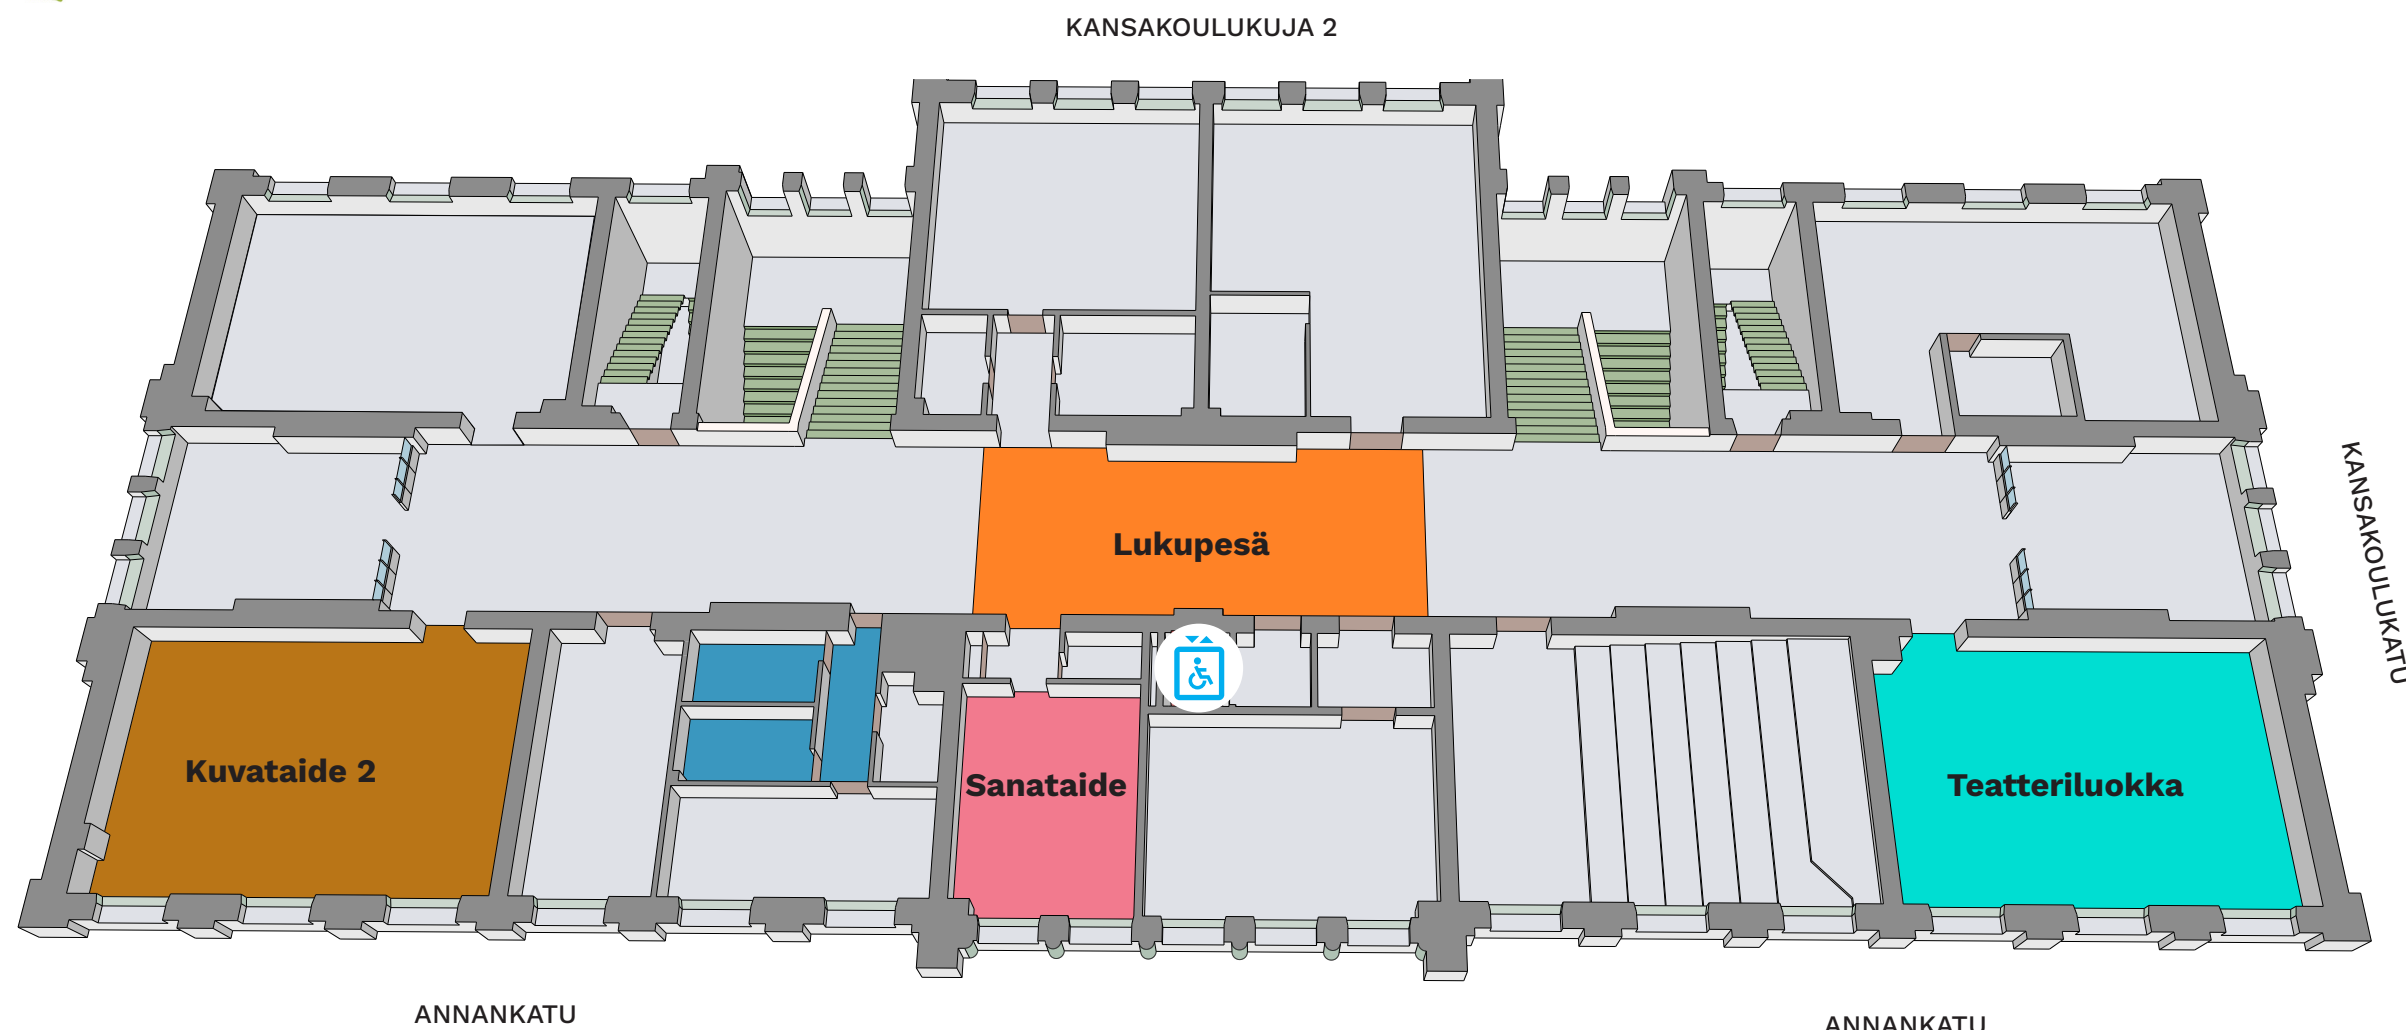 KANSAKOULUKUJA 2
KANSAKOULUKATU
Lukupesä
Kuvataide 2
Sanataide
Teatteriluokka
ANNANKATU
ANNANKATU